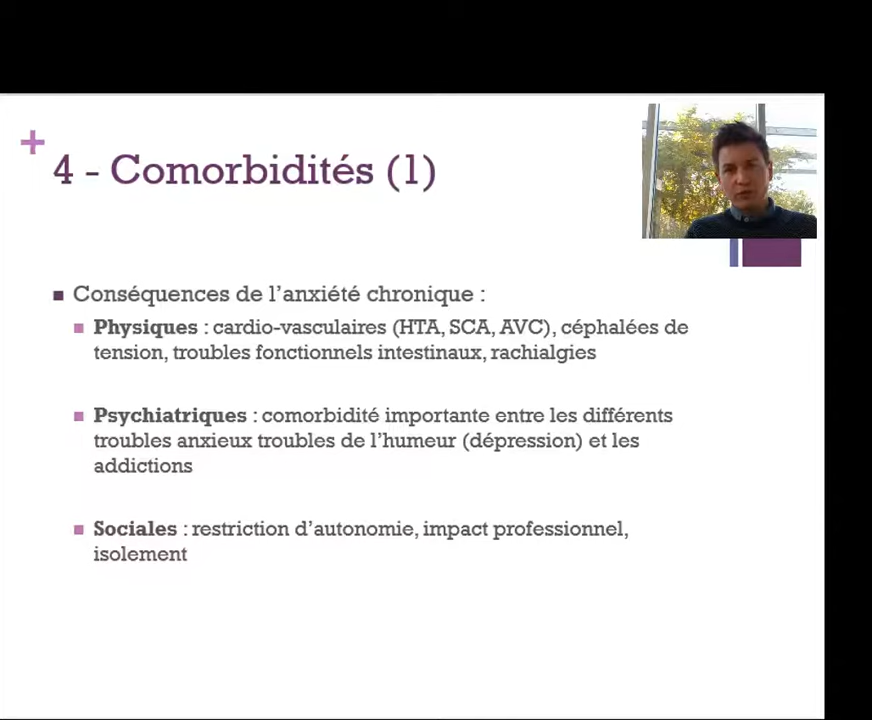 4 - Comorbidités (1)
Conséquences de l'anxiété chronique :
Physiques : cardio-vasculaires (HTA, SCA, AVC), céphalées de
tension, troubles fonctionnels intestinaux, rachialgies
Psychiatriques : comorbidité importante entre les différents
troubles anxieux troubles de l'humeur (dépression) et les
addictions
Sociales : restriction d'autonomie, impact professionnel,
isolement